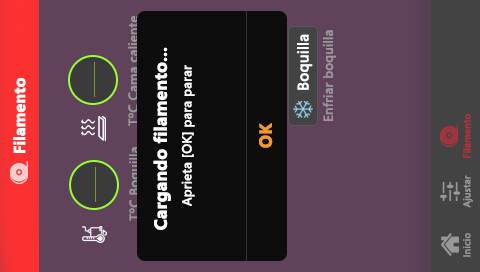 Filamento
T°C Boquilla
T°C Cama caliente
Cargando filamento...
Aprieta [OK] para parar
OK
Boquilla
Enfriar boquilla
Inicio
Ajustar
Filamento